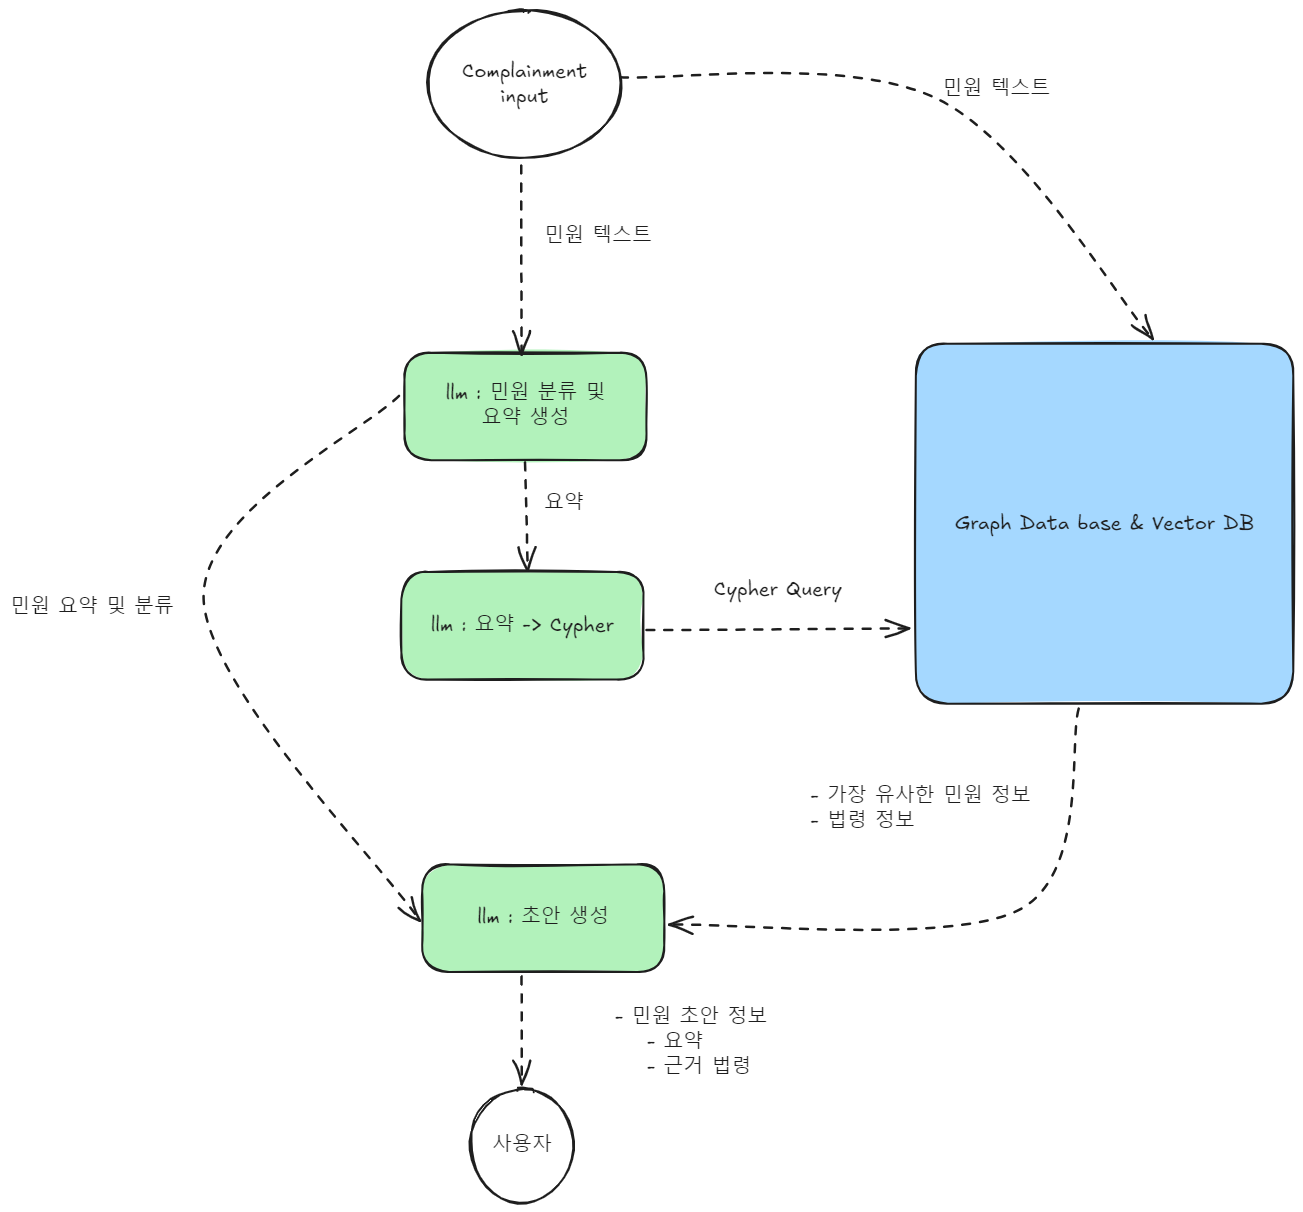 Complainment
input
민원 텍스트
민원 텍스트
llm : 민원 분류 및
요약 생성
요약
Graph Data base & Vector DB
Cypher Query
민원 요약 및 분류
llm : 요약 -> Cypher
- 가장 유사한 민원 정보
- 법령 정보
llm : 초안 생성
- 민원 초안 정보
- 요약
- 근거 법령
사용자